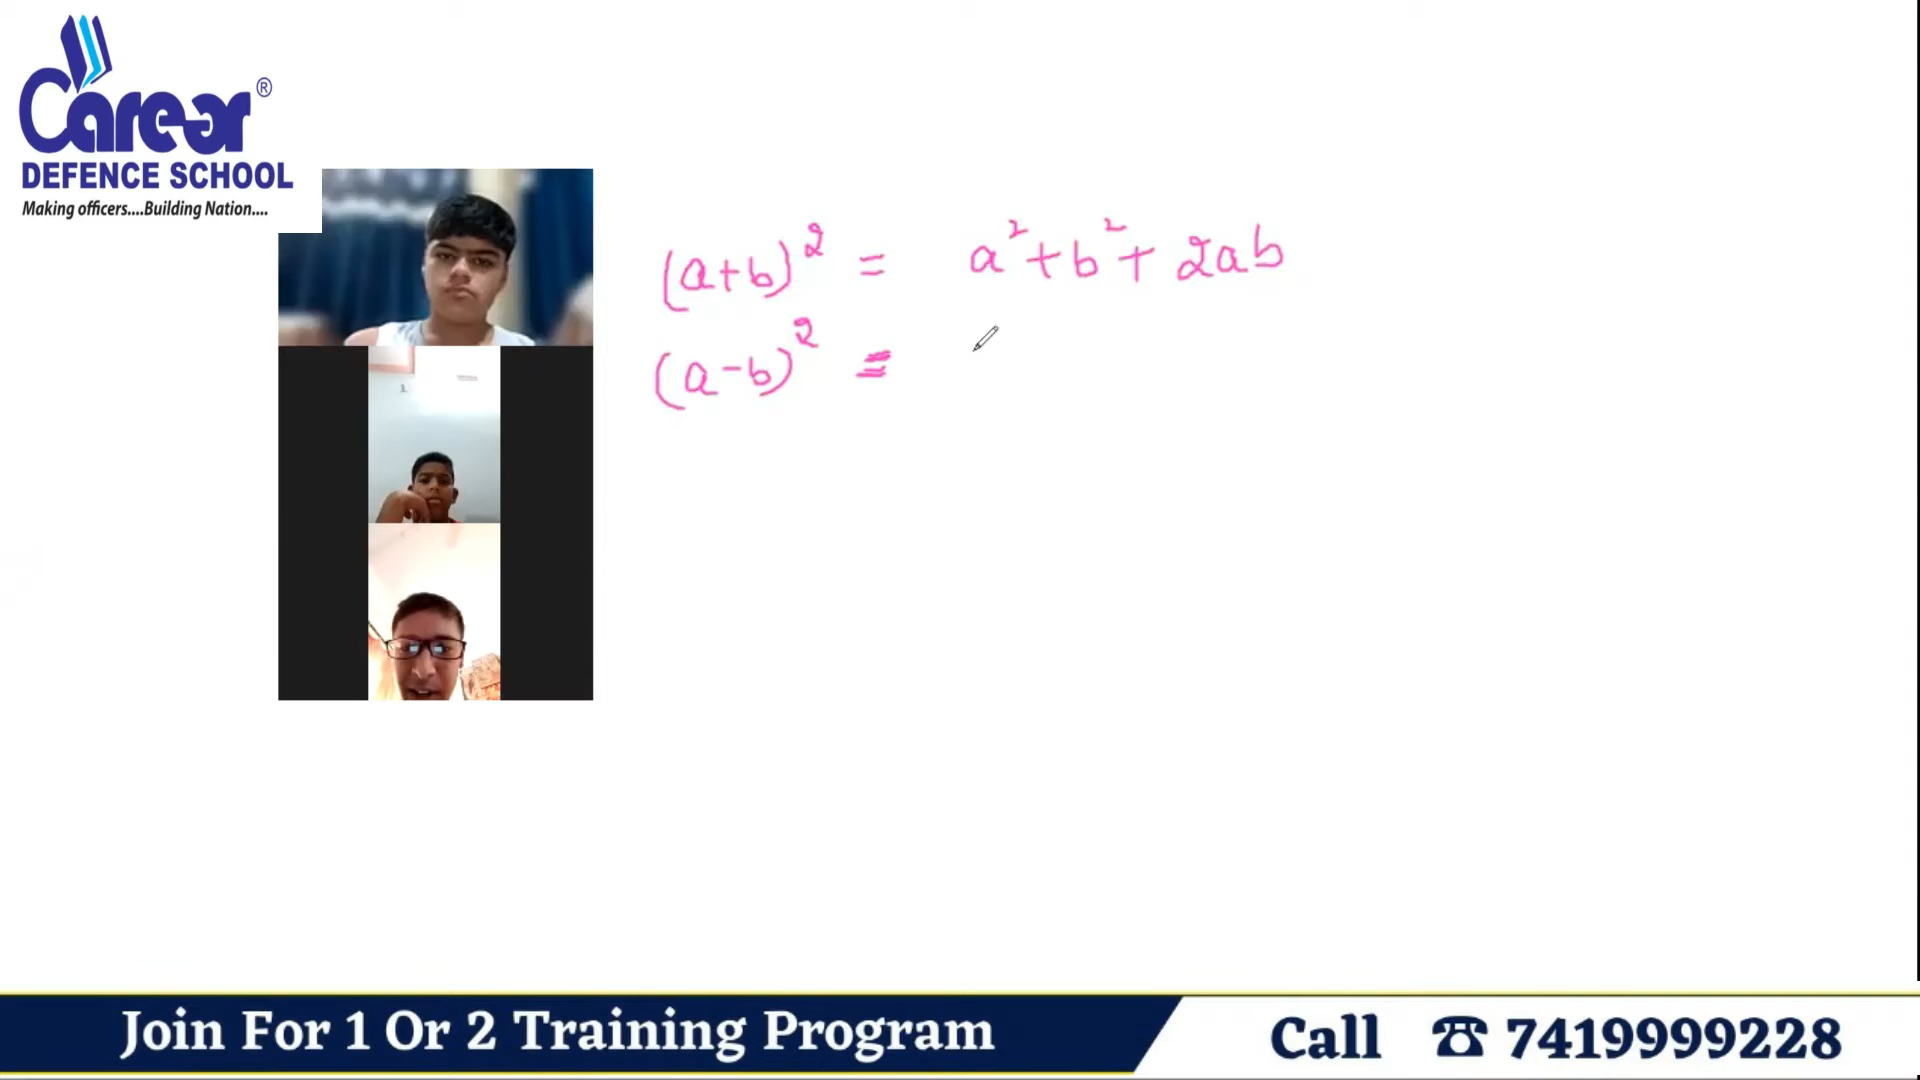 Carear®
DEFENCE SCHOOL
Making officers....Building Nation....
(a+b)² = a²+b²+ 2ab
(a-b)² =
Join For 1 Or 2 Training Program
Call ☎ 7419999228